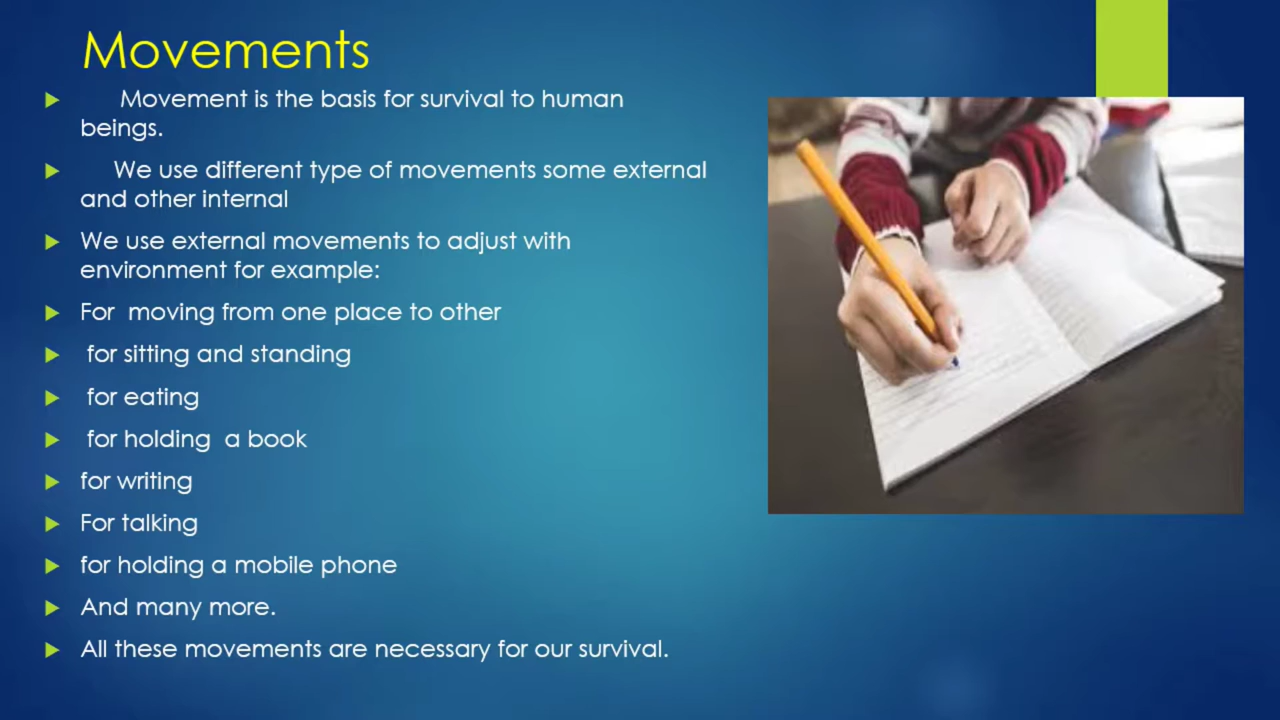 Movements
Movement is the basis for survival to human
beings.
We use different type of movements some external
and other internal
We use external movements to adjust with
environment for example:
For moving from one place to other
for sitting and standing
for eating
for holding a book
for writing
For talking
for holding a mobile phone
And many more.
All these movements are necessary for our survival.